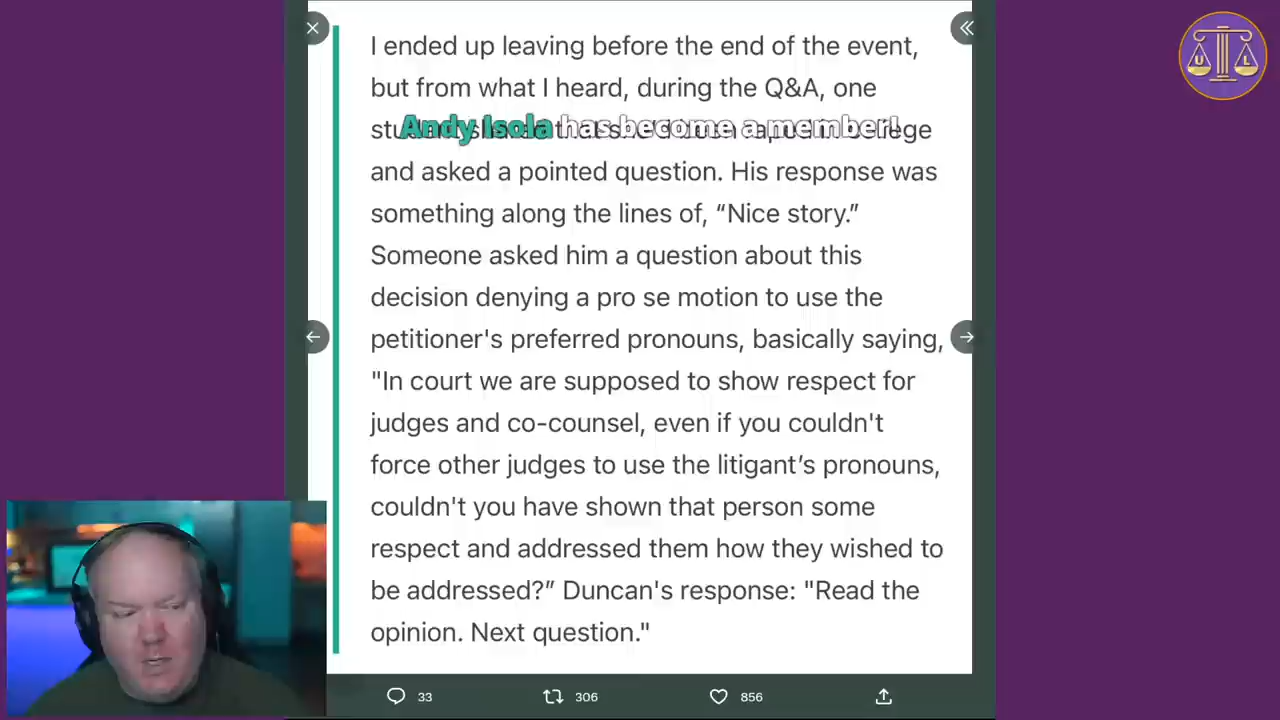 I ended up leaving before the end of the event,
but from what I heard, during the Q&A, one
Andy Isola has become a member!
college
and asked a pointed question. His response was
something along the lines of, “Nice story.”
Someone asked him a question about this
decision denying a pro se motion to use the
petitioner's preferred pronouns, basically saying,
"In court we are supposed to show respect for
judges and co-counsel, even if you couldn't
force other judges to use the litigant’s pronouns,
couldn't you have shown that person some
respect and addressed them how they wished to
be addressed?” Duncan's response: "Read the
opinion. Next question."
33 306 856
U L